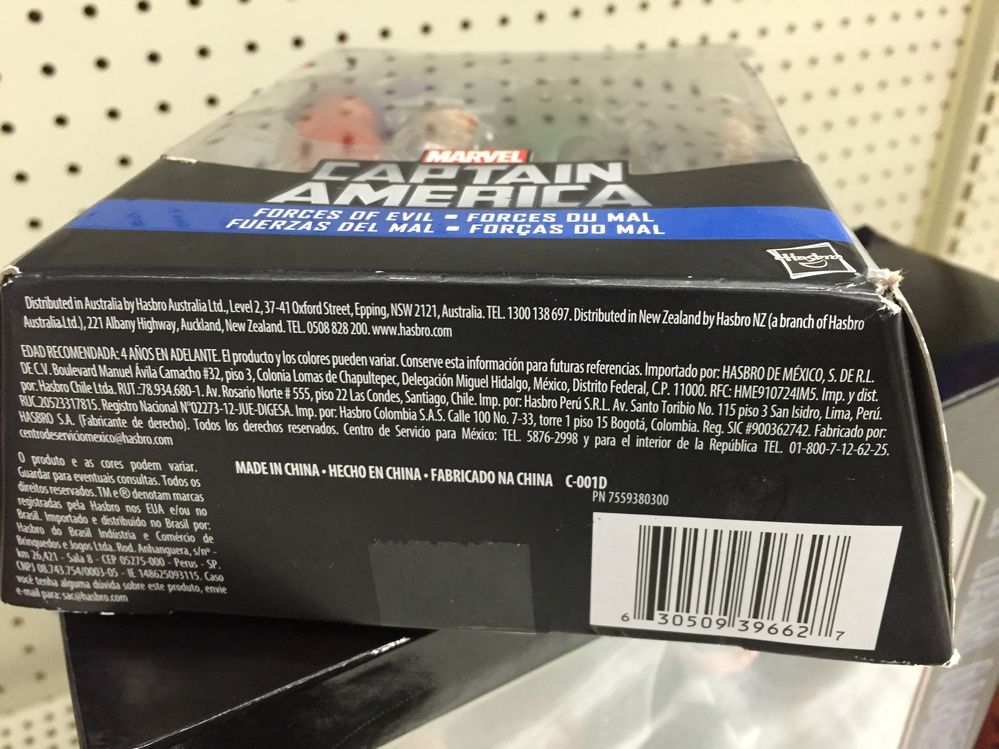 MARVEL
CAPTAIN
AMERICA
FORCES OF EVIL - FORCES DU MAL
FUERZAS DEL MAL - FORÇAS DO MAL
Hasbro
Distributed in Australia by Hasbro Australia Ltd., Level 2, 37-41 Oxford Street, Epping, NSW 2121, Australia. TEL. 1300 138 697. Distributed in New Zealand by Hasbro NZ (a branch of Hasbro
Australia Ltd.), 221 Albany Highway, Auckland, New Zealand. TEL. 0508 828 200. www.hasbro.com
EDAD RECOMENDADA: 4 AÑOS EN ADELANTE. El producto y los colores pueden variar. Conserve esta información para futuras referencias. Importado por: HASBRO DE MÉXICO, S. DE R.L.
DE C.V. Boulevard Manuel Ávila Camacho #32, piso 3, Colonia Lomas de Chapultepec, Delegación Miguel Hidalgo, México, Distrito Federal, C.P. 11000. RFC: HME910724IM5. Imp. y dist.
por: Hasbro Chile Ltda. RUT.:78.934.680-1. Av. Rosario Norte # 555, piso 22 Las Condes, Santiago, Chile. Imp. por: Hasbro Perú S.R.L. Av. Santo Toribio No. 115 piso 3 San Isidro, Lima, Perú.
RUC.20523317815. Registro Nacional N°02273-12-JUE-DIGESA. Imp. por: Hasbro Colombia S.A.S. Calle 100 No. 7-33, torre 1 piso 15 Bogotá, Colombia. Reg. SIC #900362742. Fabricado por:
HASBRO S.A. (Fabricante de derecho). Todos los derechos reservados. Centro de Servicio para México: TEL. 5876-2998 y para el interior de la República TEL. 01-800-7-12-62-25.
centrodeserviciomexico@hasbro.com
O produto e as cores podem variar.
Guardar para eventuais consultas. Todos os
direitos reservados. TM e ® denotam marcas
registradas pela Hasbro nos EUA e/ou no
Brasil. Importado e distribuído no Brasil por:
Hasbro do Brasil Indústria e Comércio de
Brinquedos e Jogos Ltda. Rod. Anhanguera, s/nº -
km 26,421 - Sala 8 - CEP 05275-000 - Perus - SP.
CNPJ 08.743.754/0003-05 - IE 148625093115. Caso
você tenha alguma dúvida sobre este produto, envie
e-mail para: sac@hasbro.com
MADE IN CHINA • HECHO EN CHINA • FABRICADO NA CHINA C-001D
PN 7559380300
6 30509 39662 7